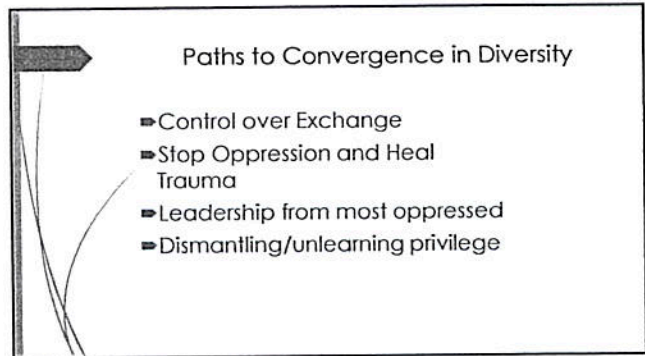 Paths to Convergence in Diversity
Control over Exchange
Stop Oppression and Heal
Trauma
Leadership from most oppressed
Dismantling/unlearning privilege